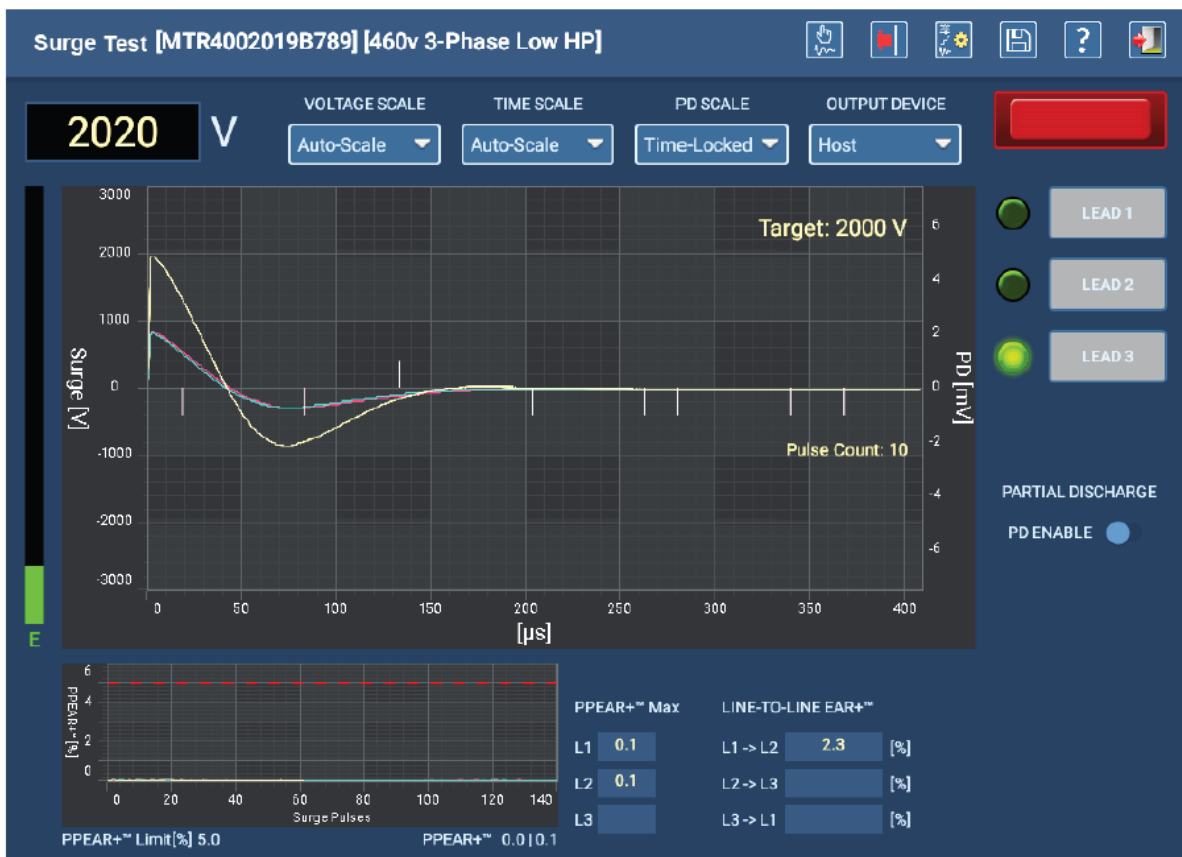 Surge Test [MTR4002019B789] [460v 3-Phase Low HP]
?
2020 V
VOLTAGE SCALE TIME SCALE PD SCALE OUTPUT DEVICE
Auto-Scale Auto-Scale Time-Locked Host
3000
2000
1000
0
-1000
-2000
-3000
Surge [V]
Target: 2000 V
Pulse Count: 10
6
4
2
0
-2
-4
-6
PD [mV]
0 50 100 150 200 250 300 350 400
[µs]
E
LEAD 1
LEAD 2
LEAD 3
PARTIAL DISCHARGE
PD ENABLE
6
4
2
0
PPEAR+™[%]
0 20 40 60 80 100 120 140
Surge Pulses
PPEAR+™ Limit[%] 5.0 PPEAR+™ 0.0|0.1
PPEAR+™ Max LINE-TO-LINE EAR+™
L1 0.1 L1->L2 2.3 [%]
L2 0.1 L2->L3 [%]
L3 L3->L1 [%]